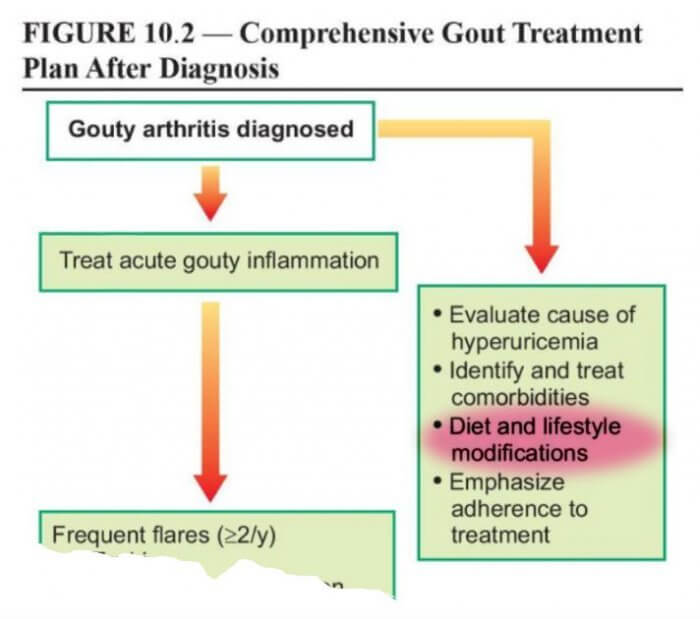 FIGURE 10.2 — Comprehensive Gout Treatment
Plan After Diagnosis
Gouty arthritis diagnosed
Treat acute gouty inflammation
Frequent flares (≥2/y)
• Evaluate cause of
hyperuricemia
• Identify and treat
comorbidities
• Diet and lifestyle
modifications
• Emphasize
adherence to
treatment